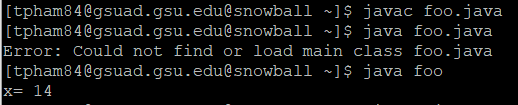 [tpham84@gsuad.gsu.edu@snowball ~]$ javac foo.java
[tpham84@gsuad.gsu.edu@snowball ~]$ java foo.java
Error: Could not find or load main class foo.java
[tpham84@gsuad.gsu.edu@snowball ~]$ java foo
x= 14